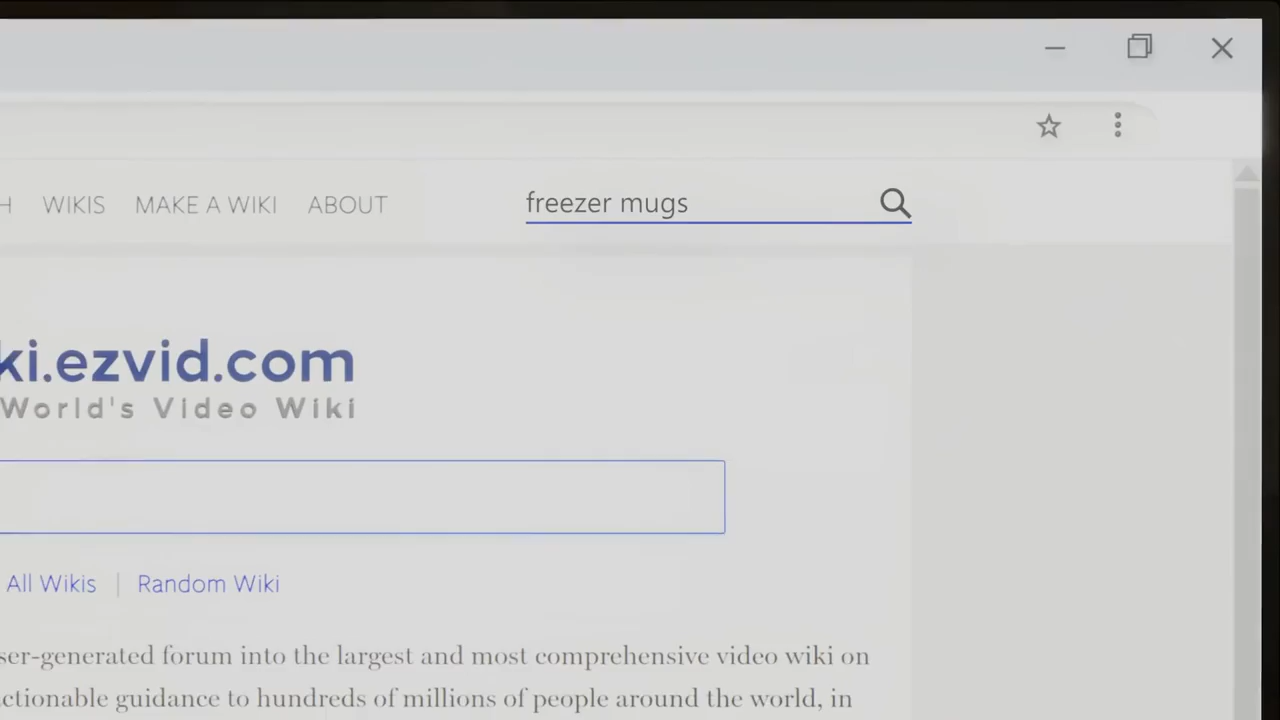 WIKIS MAKE A WIKI ABOUT
freezer mugs
ki.ezvid.com
World's Video Wiki
All Wikis | Random Wiki
ser-generated forum into the largest and most comprehensive video wiki on
ctionable guidance to hundreds of millions of people around the world, in